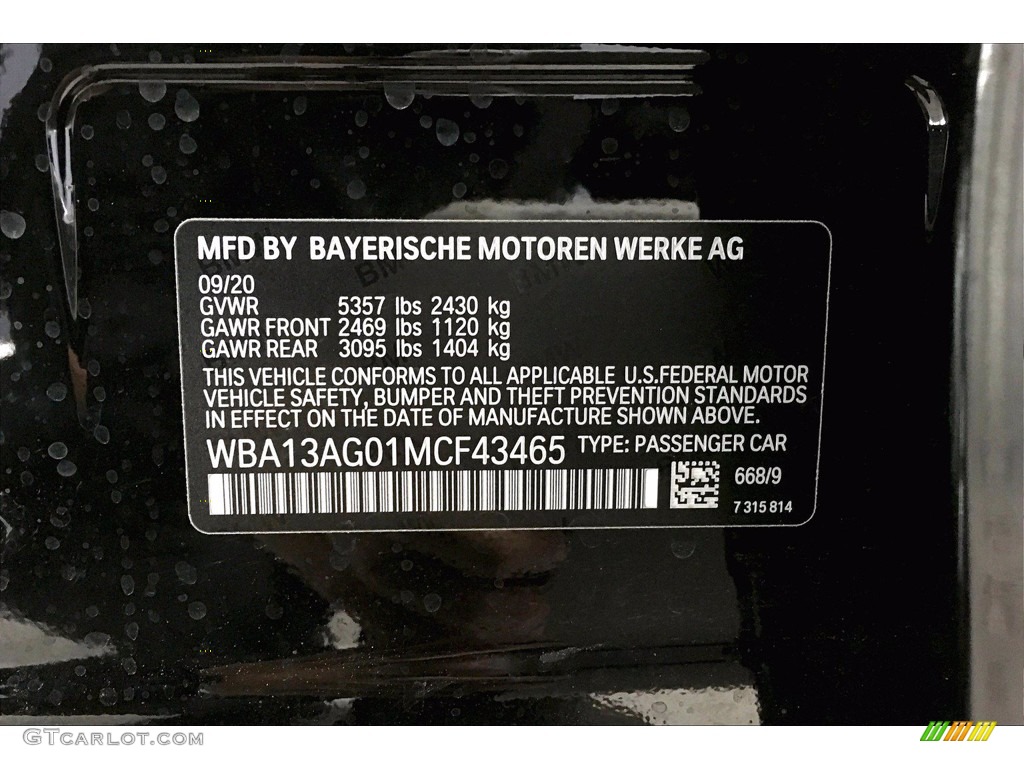 MFD BY BAYERISCHE MOTOREN WERKE AG
09/20
GVWR 5357 lbs 2430 kg
GAWR FRONT 2469 lbs 1120 kg
GAWR REAR 3095 lbs 1404 kg
THIS VEHICLE CONFORMS TO ALL APPLICABLE U.S.FEDERAL MOTOR
VEHICLE SAFETY, BUMPER AND THEFT PREVENTION STANDARDS
IN EFFECT ON THE DATE OF MANUFACTURE SHOWN ABOVE.
WBA13AG01MCF43465 TYPE: PASSENGER CAR
668/9
7 315 814
GTCARLOT.COM